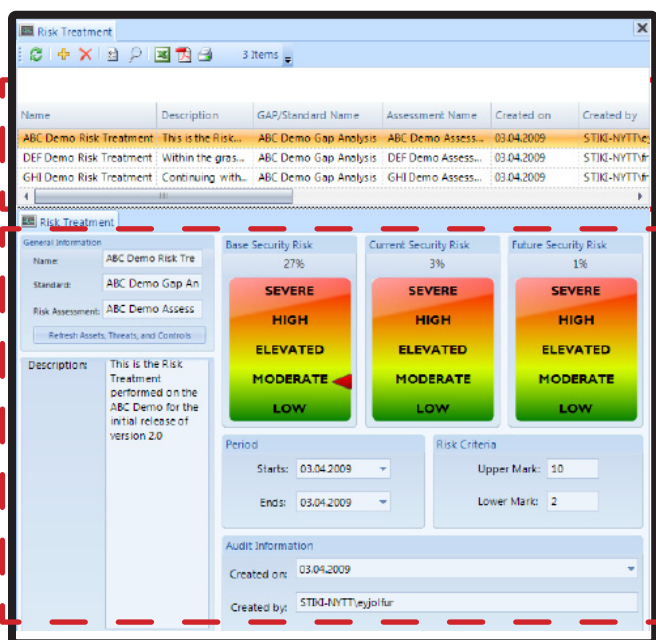 Risk Treatment
3 Items
Name Description GAP/Standard Name Assessment Name Created on Created by
ABC Demo Risk Treatment This is the Risk... ABC Demo Gap Analysis ABC Demo Assess... 03.04.2009 STIKI-NYTT\ey
DEF Demo Risk Treatment Within the gras... ABC Demo Gap Analysis DEF Demo Assess... 03.04.2009 STIKI-NYTT\fr
GHI Demo Risk Treatment Continuing with... ABC Demo Gap Analysis GHI Demo Assess... 03.04.2009 STIKI-NYTT\fr
Risk Treatment
General Information
Name: ABC Demo Risk Tre
Standard: ABC Demo Gap An
Risk Assessment: ABC Demo Assess
Refresh Assets, Threats, and Controls
Description: This is the Risk
Treatment
performed on the
ABC Demo for the
initial release of
version 2.0
Base Security Risk
27%
SEVERE
HIGH
ELEVATED
MODERATE
LOW
Current Security Risk
3%
SEVERE
HIGH
ELEVATED
MODERATE
LOW
Future Security Risk
1%
SEVERE
HIGH
ELEVATED
MODERATE
LOW
Period
Starts: 03.04.2009
Ends: 03.04.2009
Risk Criteria
Upper Mark: 10
Lower Mark: 2
Audit Information
Created on: 03.04.2009
Created by: STIKI-NYTT\eyjolfur